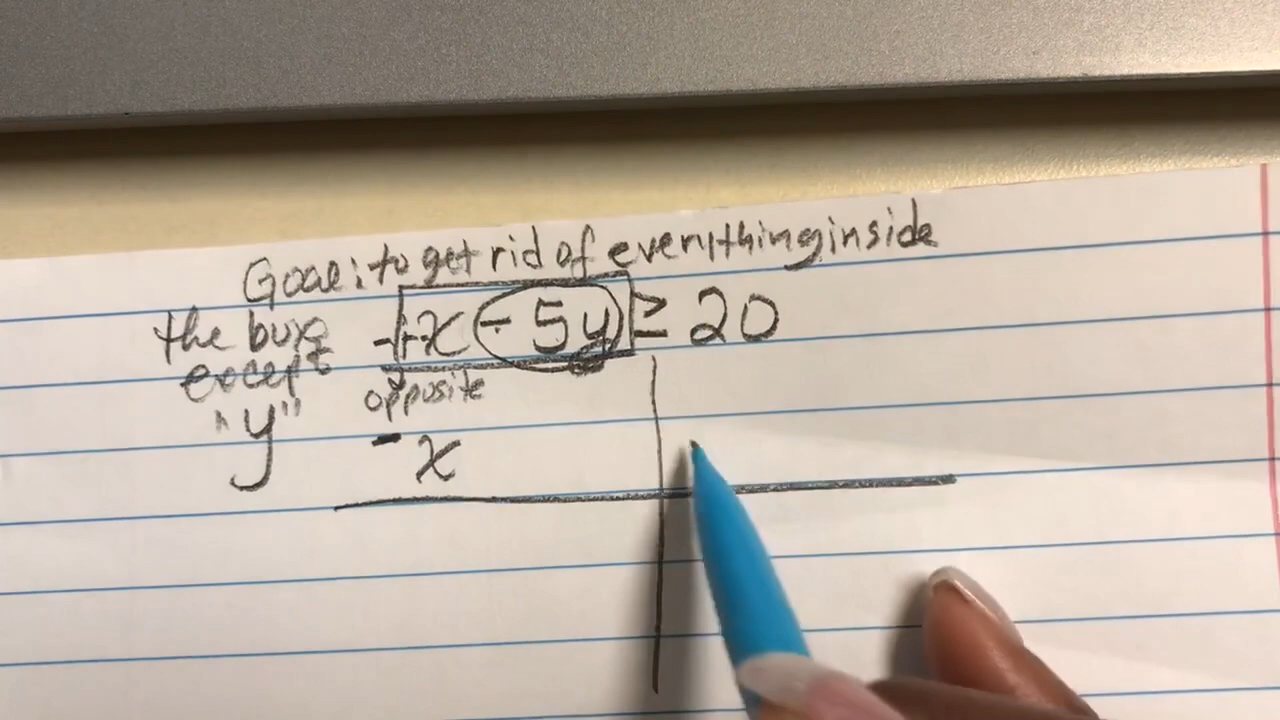 Goal: to get rid of everything inside
the box +x - 5y ≥ 20
except opposite
"y" - x